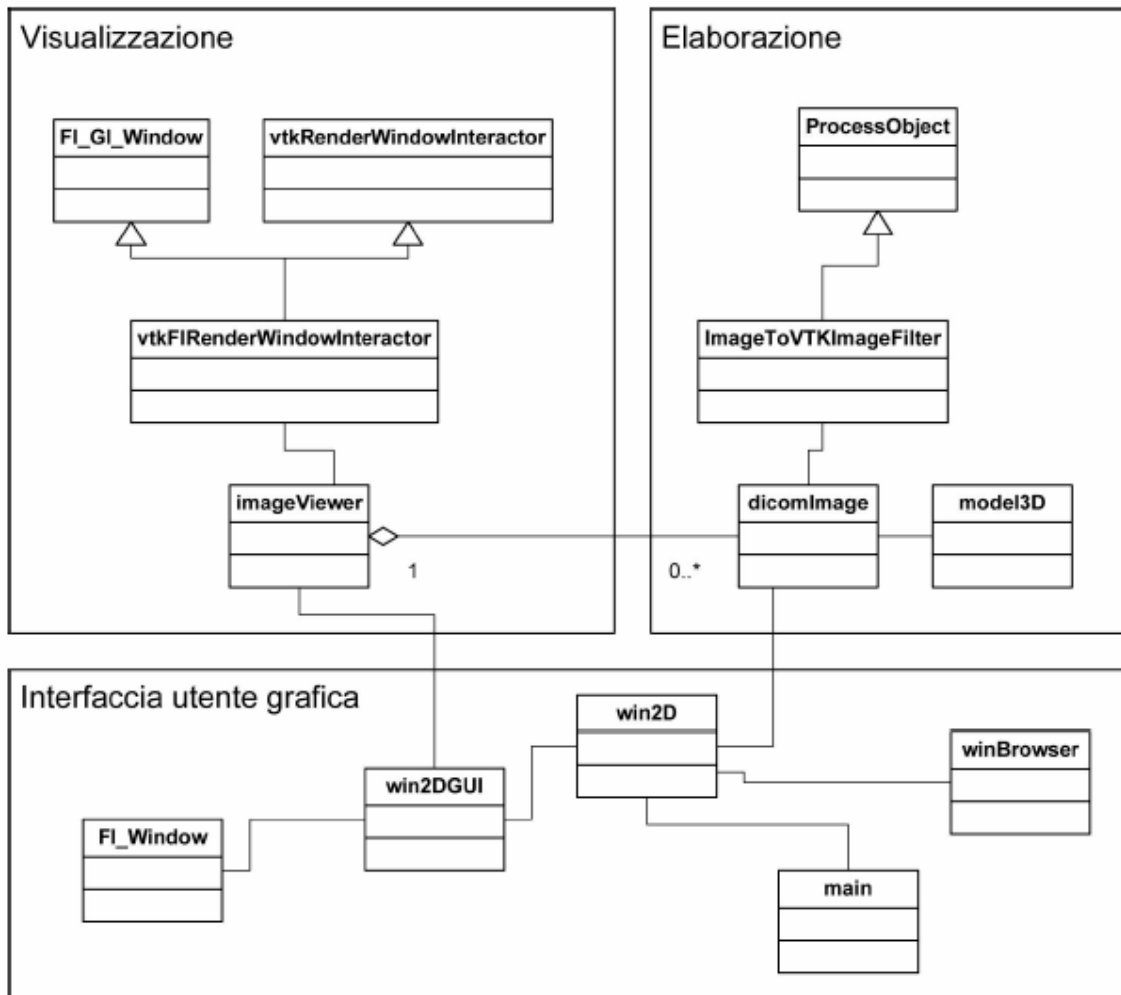 Visualizzazione
Fl_Gl_Window
vtkRenderWindowInteractor
vtkFlRenderWindowInteractor
imageViewer
1
Elaborazione
ProcessObject
ImageToVTKImageFilter
dicomImage
model3D
0..*
Interfaccia utente grafica
win2D
winBrowser
win2DGUI
Fl_Window
main